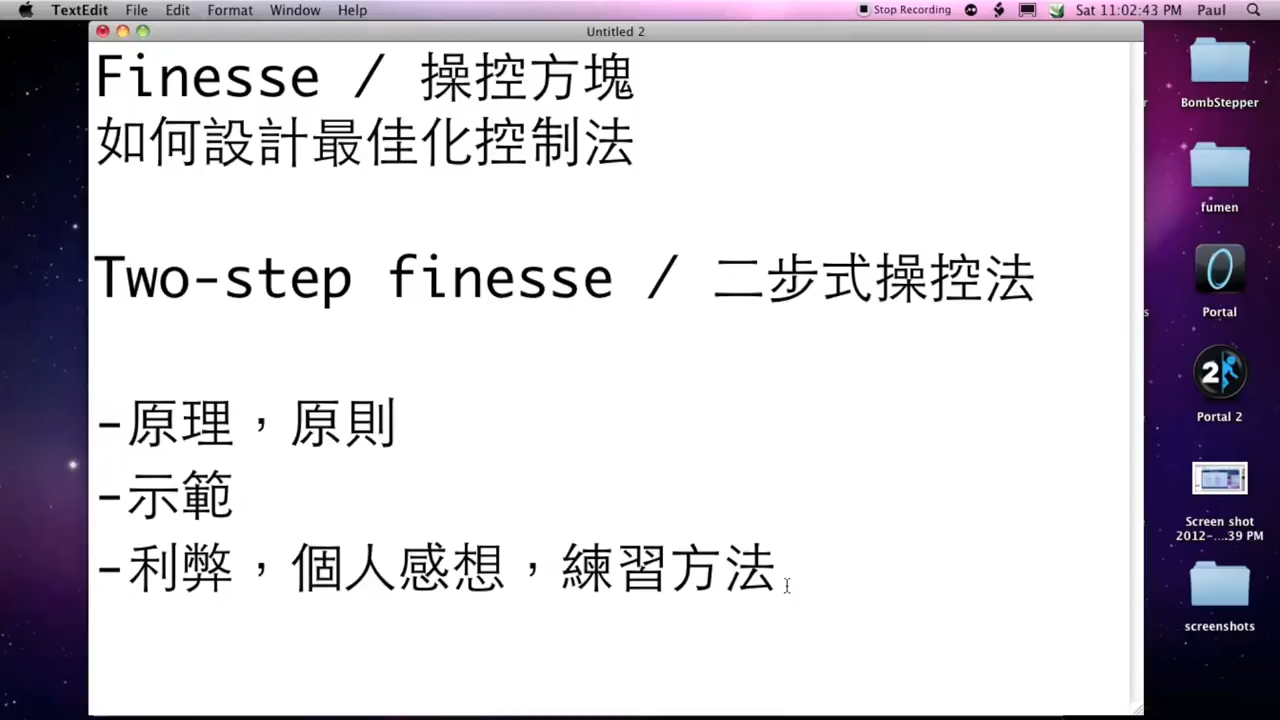 TextEdit File Edit Format Window Help Stop Recording Sat 11:02:43 PM Paul
Untitled 2
Finesse / 操控方塊
如何設計最佳化控制法
Two-step finesse / 二步式操控法
-原理，原則
-示範
-利弊，個人感想，練習方法
BombStepper
fumen
Portal
2
Portal 2
Screen shot
2012-....39 PM
screenshots